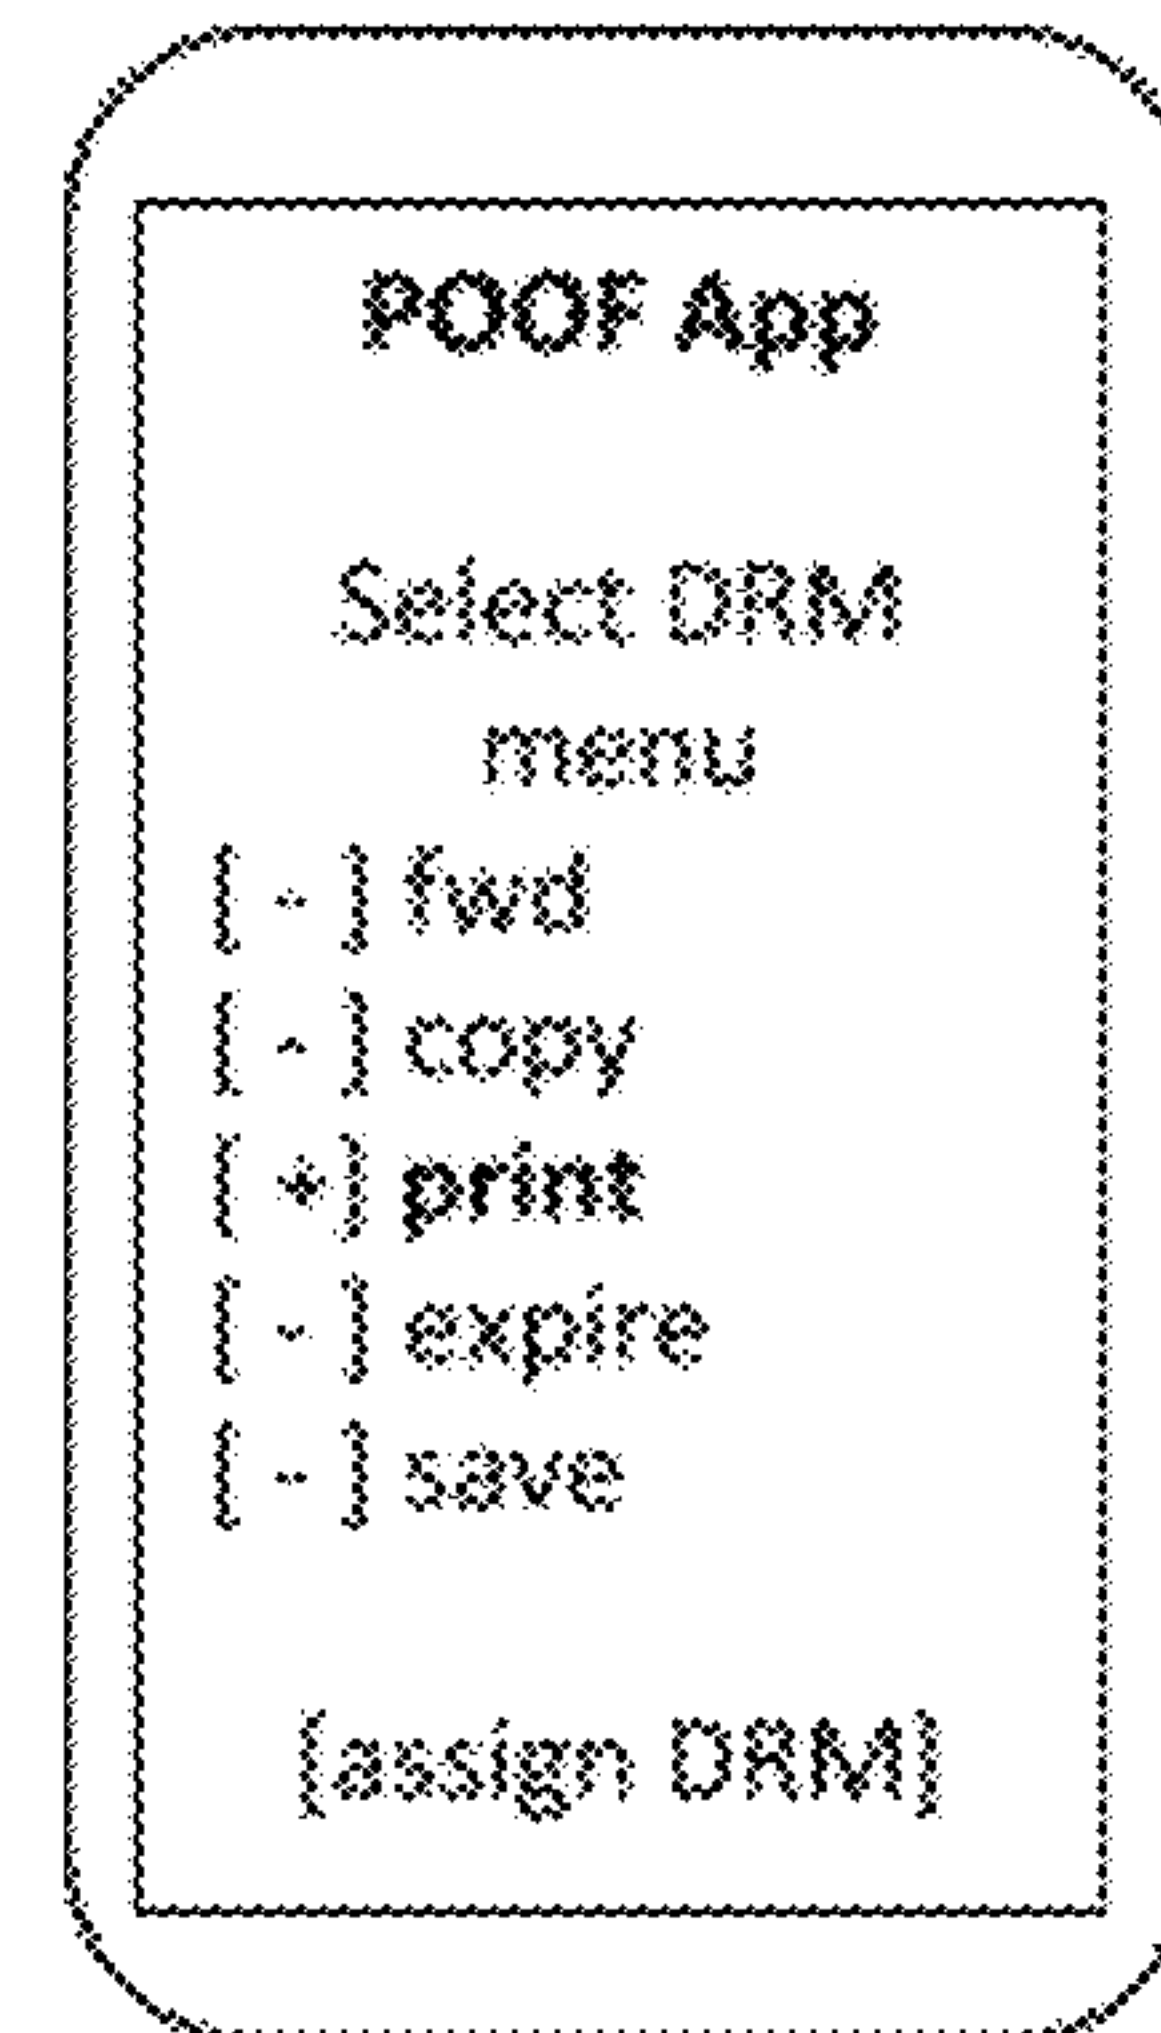 POOF App
Select DRM
menu
[ - ] fwd
[ - ] copy
[ +] print
[ - ] expire
[ - ] save
[assign DRM]